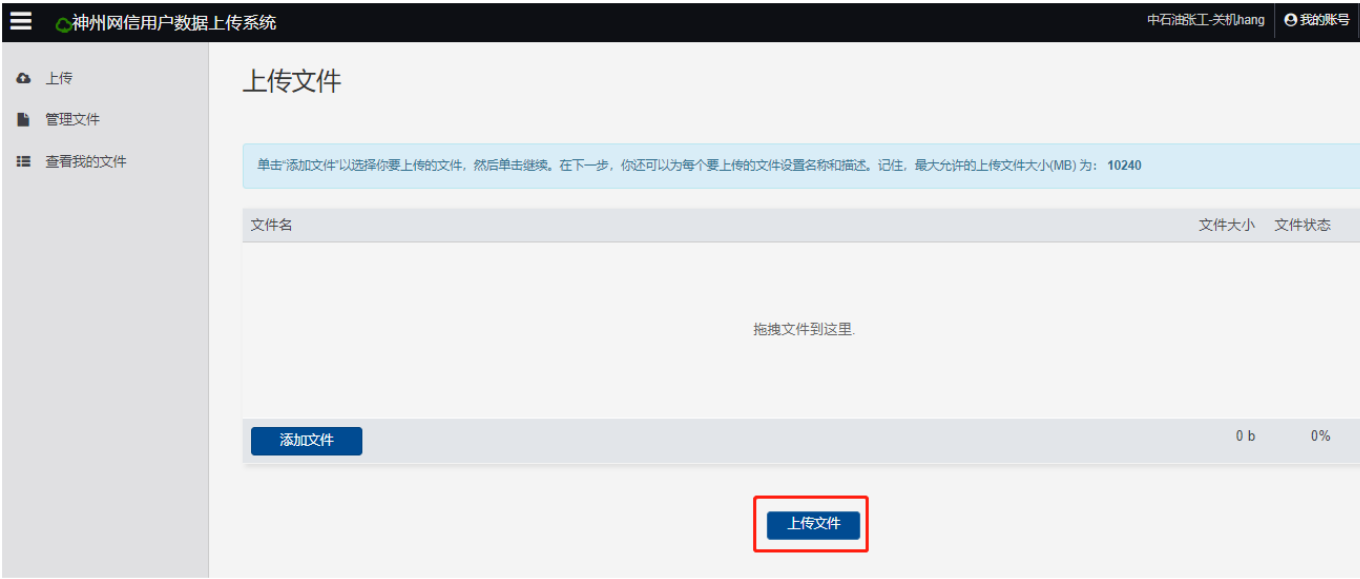 神州网信用户数据上传系统
中石油张工-关机hang 我的账号
上传
管理文件
查看我的文件
上传文件
单击“添加文件”以选择你要上传的文件，然后单击继续。在下一步，你还可以为每个要上传的文件设置名称和描述。记住，最大允许的上传文件大小(MB) 为： 10240
文件名 文件大小 文件状态
拖拽文件到这里.
添加文件 0 b 0%
上传文件